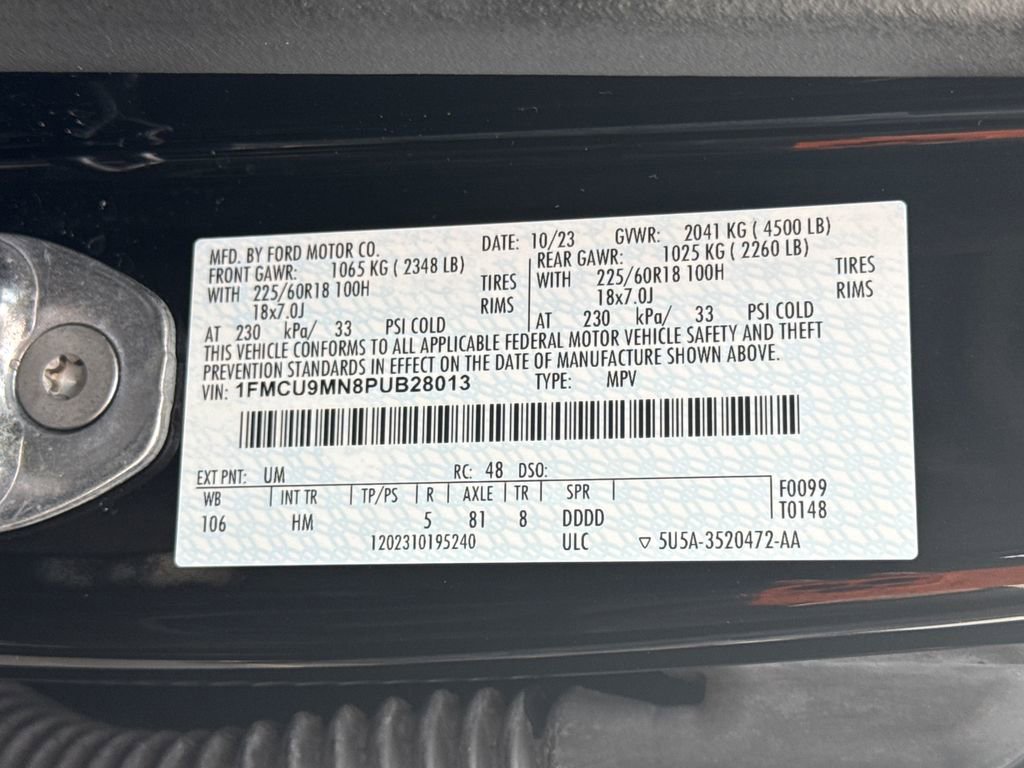 MFD. BY FORD MOTOR CO. DATE: 10/23 GVWR: 2041 KG ( 4500 LB)
FRONT GAWR: 1065 KG ( 2348 LB) REAR GAWR: 1025 KG ( 2260 LB)
WITH 225/60R18 100H TIRES WITH 225/60R18 100H TIRES
18x7.0J RIMS 18x7.0J RIMS
AT 230 kPa/ 33 PSI COLD AT 230 kPa/ 33 PSI COLD
THIS VEHICLE CONFORMS TO ALL APPLICABLE FEDERAL MOTOR VEHICLE SAFETY AND THEFT
PREVENTION STANDARDS IN EFFECT ON THE DATE OF MANUFACTURE SHOWN ABOVE.
VIN: 1FMCU9MN8PUB28013 TYPE: MPV
EXT PNT: UM RC: 48 DSO:
WB INT TR TP/PS R AXLE TR SPR F0099
106 HM 5 81 8 DDDD T0148
120231019524​0 ULC ▽ 5U5A-3520472-AA